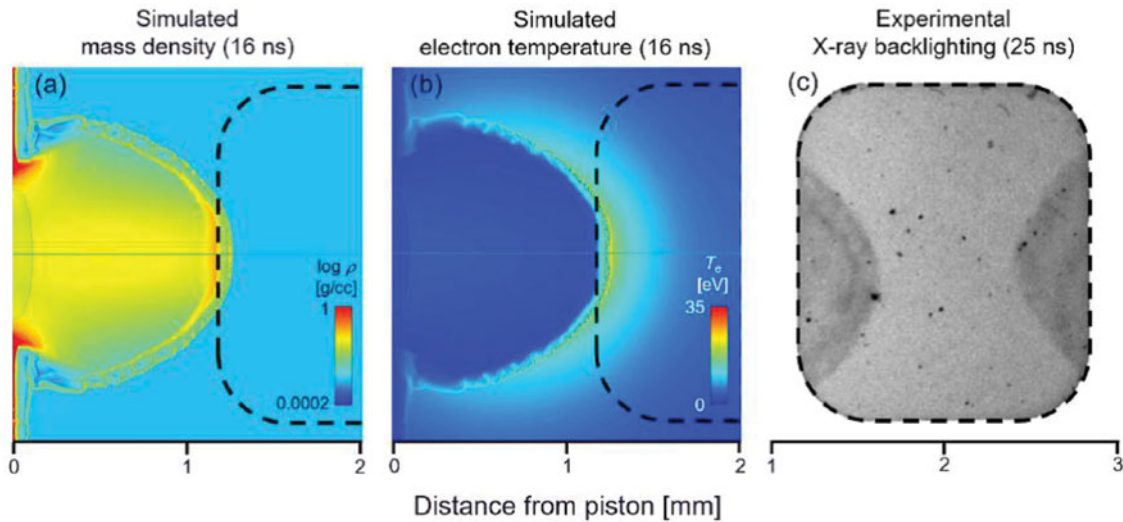 Simulated
mass density (16 ns)
Simulated
electron temperature (16 ns)
Experimental
X-ray backlighting (25 ns)
(a)
log ρ
[g/cc]
1
0.0002
0
1
2
(b)
Te
[eV]
35
0
0
1
2
(c)
1
2
3
Distance from piston [mm]